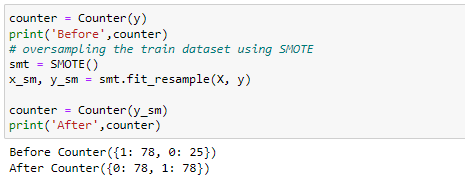 counter = Counter(y)
print('Before',counter)
# oversampling the train dataset using SMOTE
smt = SMOTE()
x_sm, y_sm = smt.fit_resample(X, y)
counter = Counter(y_sm)
print('After',counter)
Before Counter({1: 78, 0: 25})
After Counter({0: 78, 1: 78})